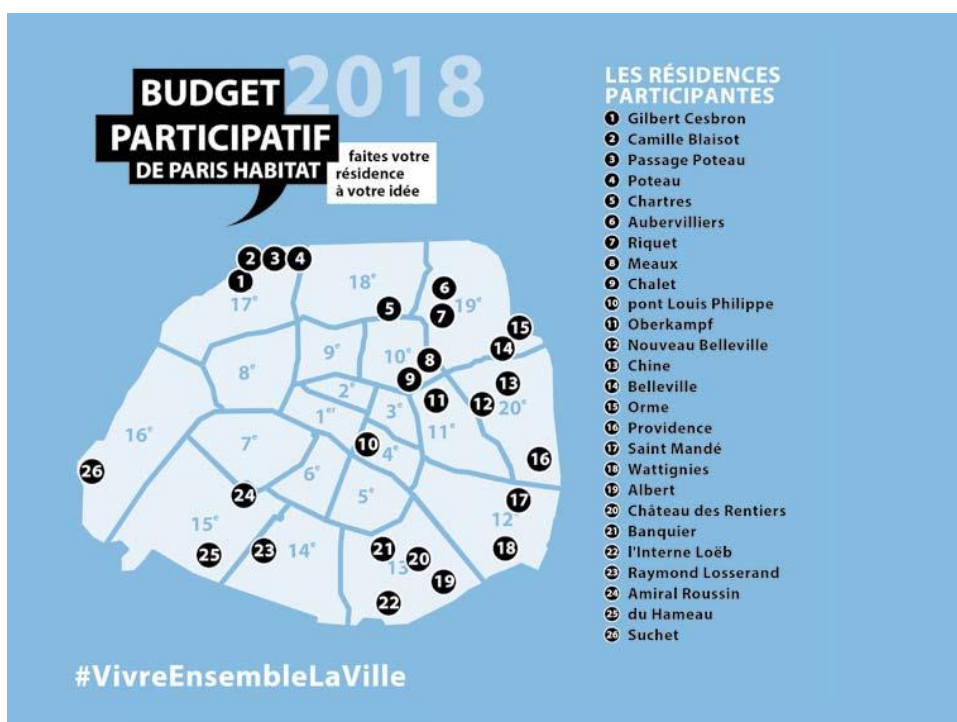 2018
BUDGET
PARTICIPATIF
DE PARIS HABITAT
faites votre
résidence
à votre idée
LES RÉSIDENCES
PARTICIPANTES
1 Gilbert Cesbron
2 Camille Blaisot
3 Passage Poteau
4 Poteau
5 Chartres
6 Aubervilliers
7 Riquet
8 Meaux
9 Chalet
10 pont Louis Philippe
11 Oberkampf
12 Nouveau Belleville
13 Chine
14 Belleville
15 Orme
16 Providence
17 Saint Mandé
18 Wattignies
19 Albert
20 Château des Rentiers
21 Banquier
22 l'Interne Loëb
23 Raymond Losserand
24 Amiral Roussin
25 du Hameau
26 Suchet
2 3 4
1
17e
18e
5
6
19e
7
15
14
9e
10e
8
8e
9
13
2e
11
12
20e
1er
3e
16e
11e
7e
10
4e
26
16
6e
24
5e
17
12e
15e
25
23
14e
21
20
13
18
19
22
#VivreEnsembleLaVille